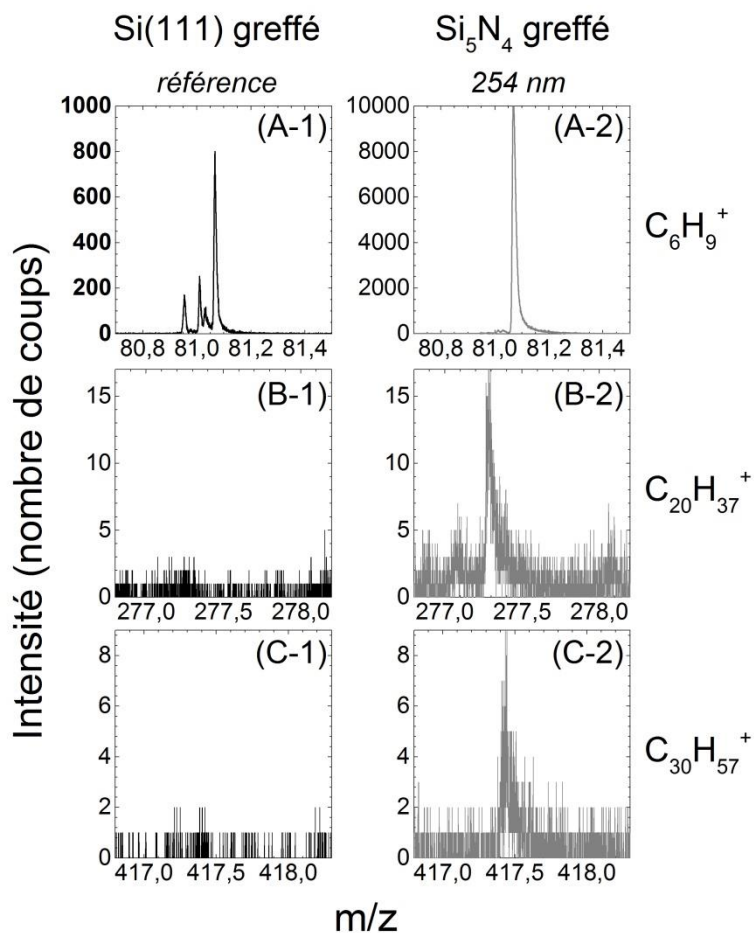 Si(111) greffé
Si₅N₄ greffé
référence
254 nm
Intensité (nombre de coups)
1000
800
600
400
200
0
(A-1)
80,8 81,0 81,2 81,4
10000
8000
6000
4000
2000
0
(A-2)
80,8 81,0 81,2 81,4
C₆H₉⁺
15
10
5
0
(B-1)
277,0 277,5 278,0
15
10
5
0
(B-2)
277,0 277,5 278,0
C₂₀H₃₇⁺
8
6
4
2
0
(C-1)
417,0 417,5 418,0
8
6
4
2
0
(C-2)
417,0 417,5 418,0
C₃₀H₅₇⁺
m/z